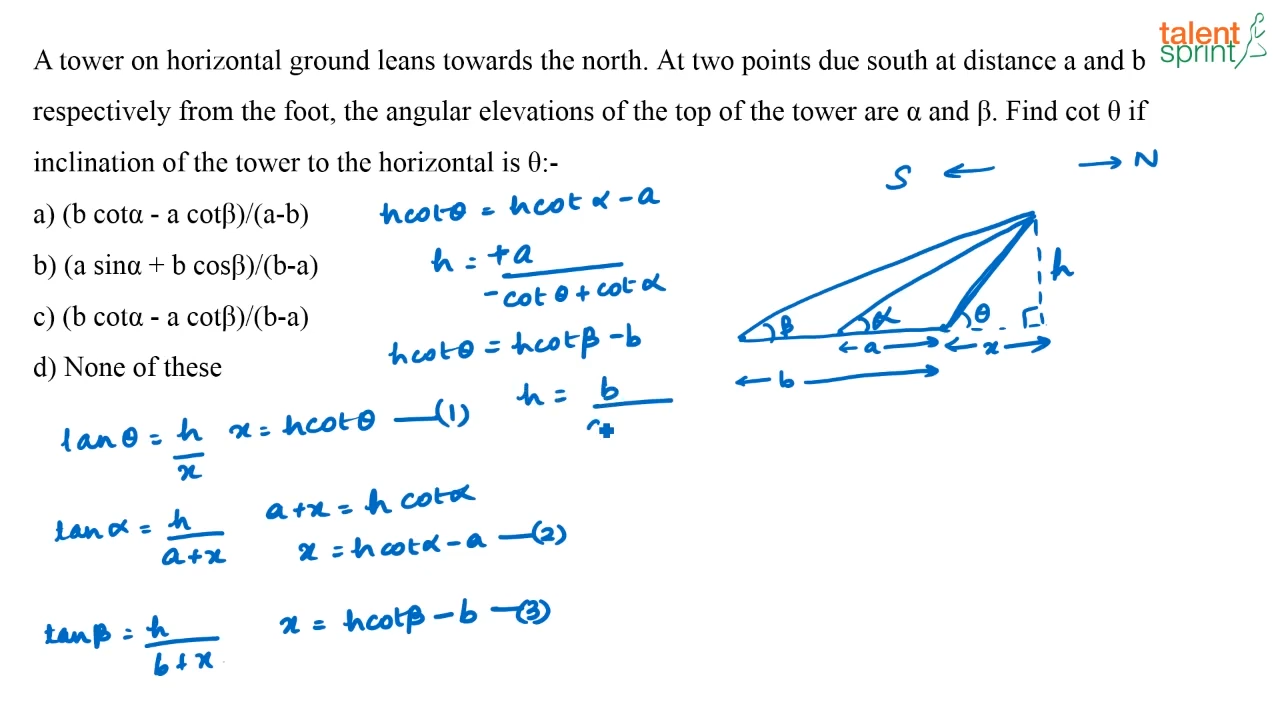 talent
sprint
A tower on horizontal ground leans towards the north. At two points due south at distance a and b
respectively from the foot, the angular elevations of the top of the tower are α and β. Find cot θ if
inclination of the tower to the horizontal is θ:-
a) (b cotα - a cotβ)/(a-b)
b) (a sinα + b cosβ)/(b-a)
c) (b cotα - a cotβ)/(b-a)
d) None of these
hcotθ = hcotα - a
h = +a
-cotθ + cotα
hcotθ = hcotβ - b
h = b
tanθ = h
x
x = hcotθ —(1)
tanα = h
a+x
a+x = h cotα
x = hcotα - a —(2)
tanβ = h
b+x
x = hcotβ - b —(3)
S ← → N
h
β α θ
← a → ← x →
← b →